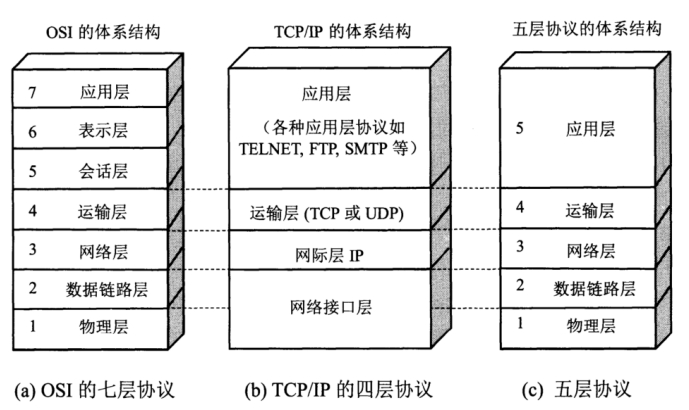 OSI 的体系结构
7 应用层
6 表示层
5 会话层
4 运输层
3 网络层
2 数据链路层
1 物理层
(a) OSI 的七层协议
TCP/IP 的体系结构
应用层
(各种应用层协议如
TELNET, FTP, SMTP 等)
运输层 (TCP 或 UDP)
网际层 IP
网络接口层
(b) TCP/IP 的四层协议
五层协议的体系结构
5 应用层
4 运输层
3 网络层
2 数据链路层
1 物理层
(c) 五层协议